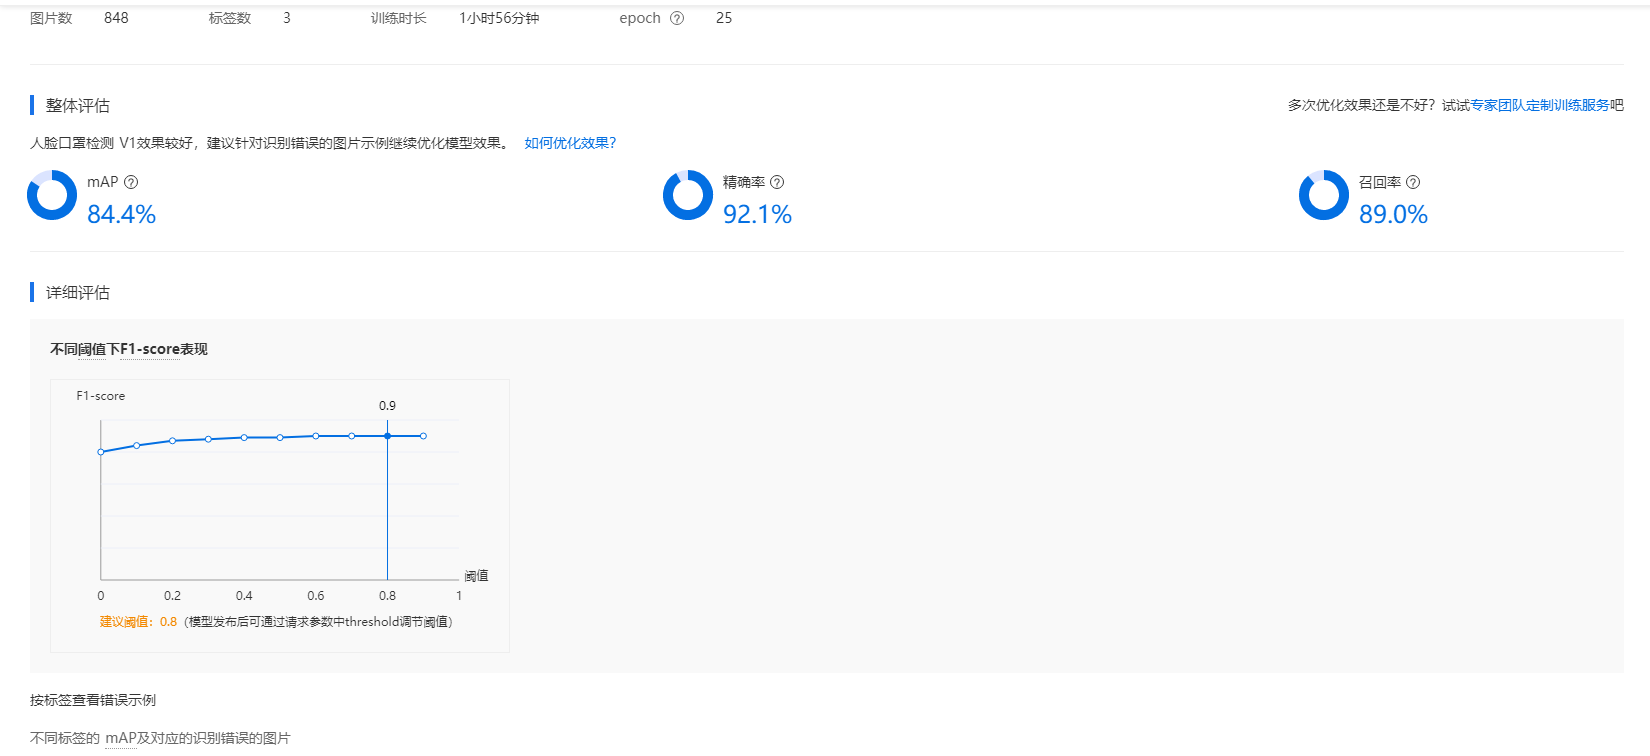 图片数 848 标签数 3 训练时长 1小时56分钟 epoch ? 25
整体评估
多次优化效果还是不好？试试专家团队定制训练服务吧
人脸口罩检测 V1效果较好，建议针对识别错误的图片示例继续优化模型效果。 如何优化效果?
mAP ?
84.4%
精确率 ?
92.1%
召回率 ?
89.0%
详细评估
不同阈值下F1-score表现
F1-score
0.9
阈值
0 0.2 0.4 0.6 0.8 1
建议阈值：0.8（模型发布后可通过请求参数中threshold调节阈值）
按标签查看错误示例
不同标签的 mAP及对应的识别错误的图片